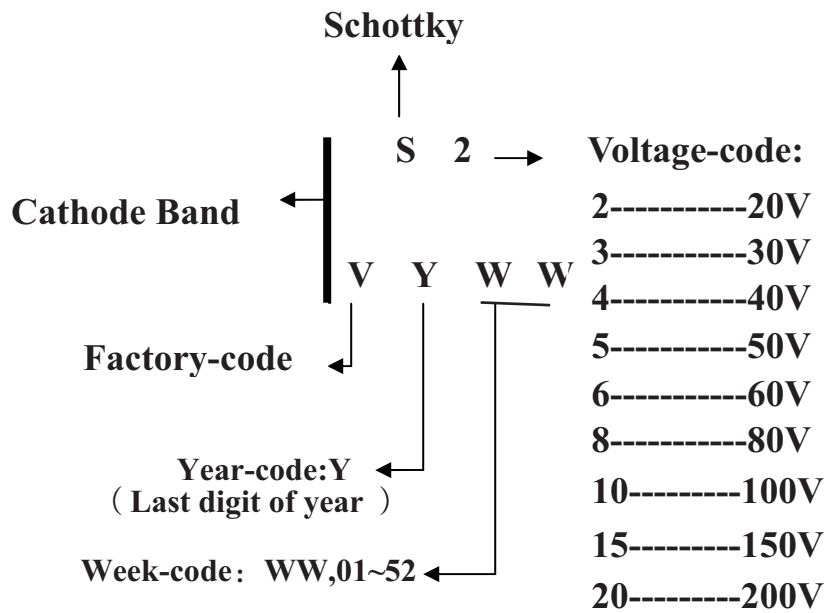 Schottky
S 2
Voltage-code:
Cathode Band
2-----------20V
3-----------30V
V Y W W
4-----------40V
Factory-code
5-----------50V
6-----------60V
8-----------80V
Year-code:Y
( Last digit of year )
10---------100V
15---------150V
Week-code: WW,01~52
20---------200V